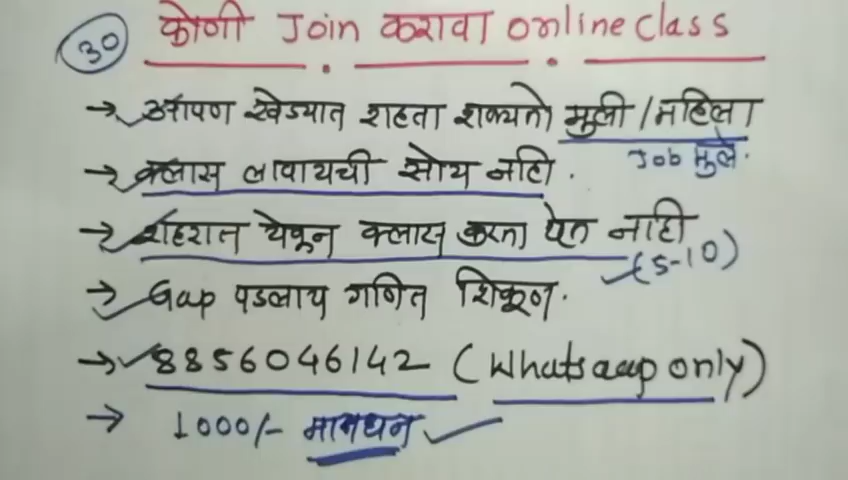 30 कोणी Join करावा online class
→ आपण खेड्यात राहता शक्यतो मुली / महिला
Job मुले.
→ क्लास लावायची सोय नाही.
→ शहरात येऊन क्लास करता येत नाही
(5-10)
→ Gap पडलाय गणित शिकून.
→ 8856046142 (Whatsaap only)
→ 1000/- मानधन